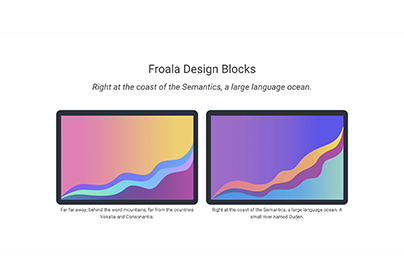 Froala Design Blocks
Right at the coast of the Semantics, a large language ocean.
Far far away, behind the word mountains, far from the countries
Vokalia and Consonantia.
Right at the coast of the Semantics, a large language ocean. A
small river named Duden.